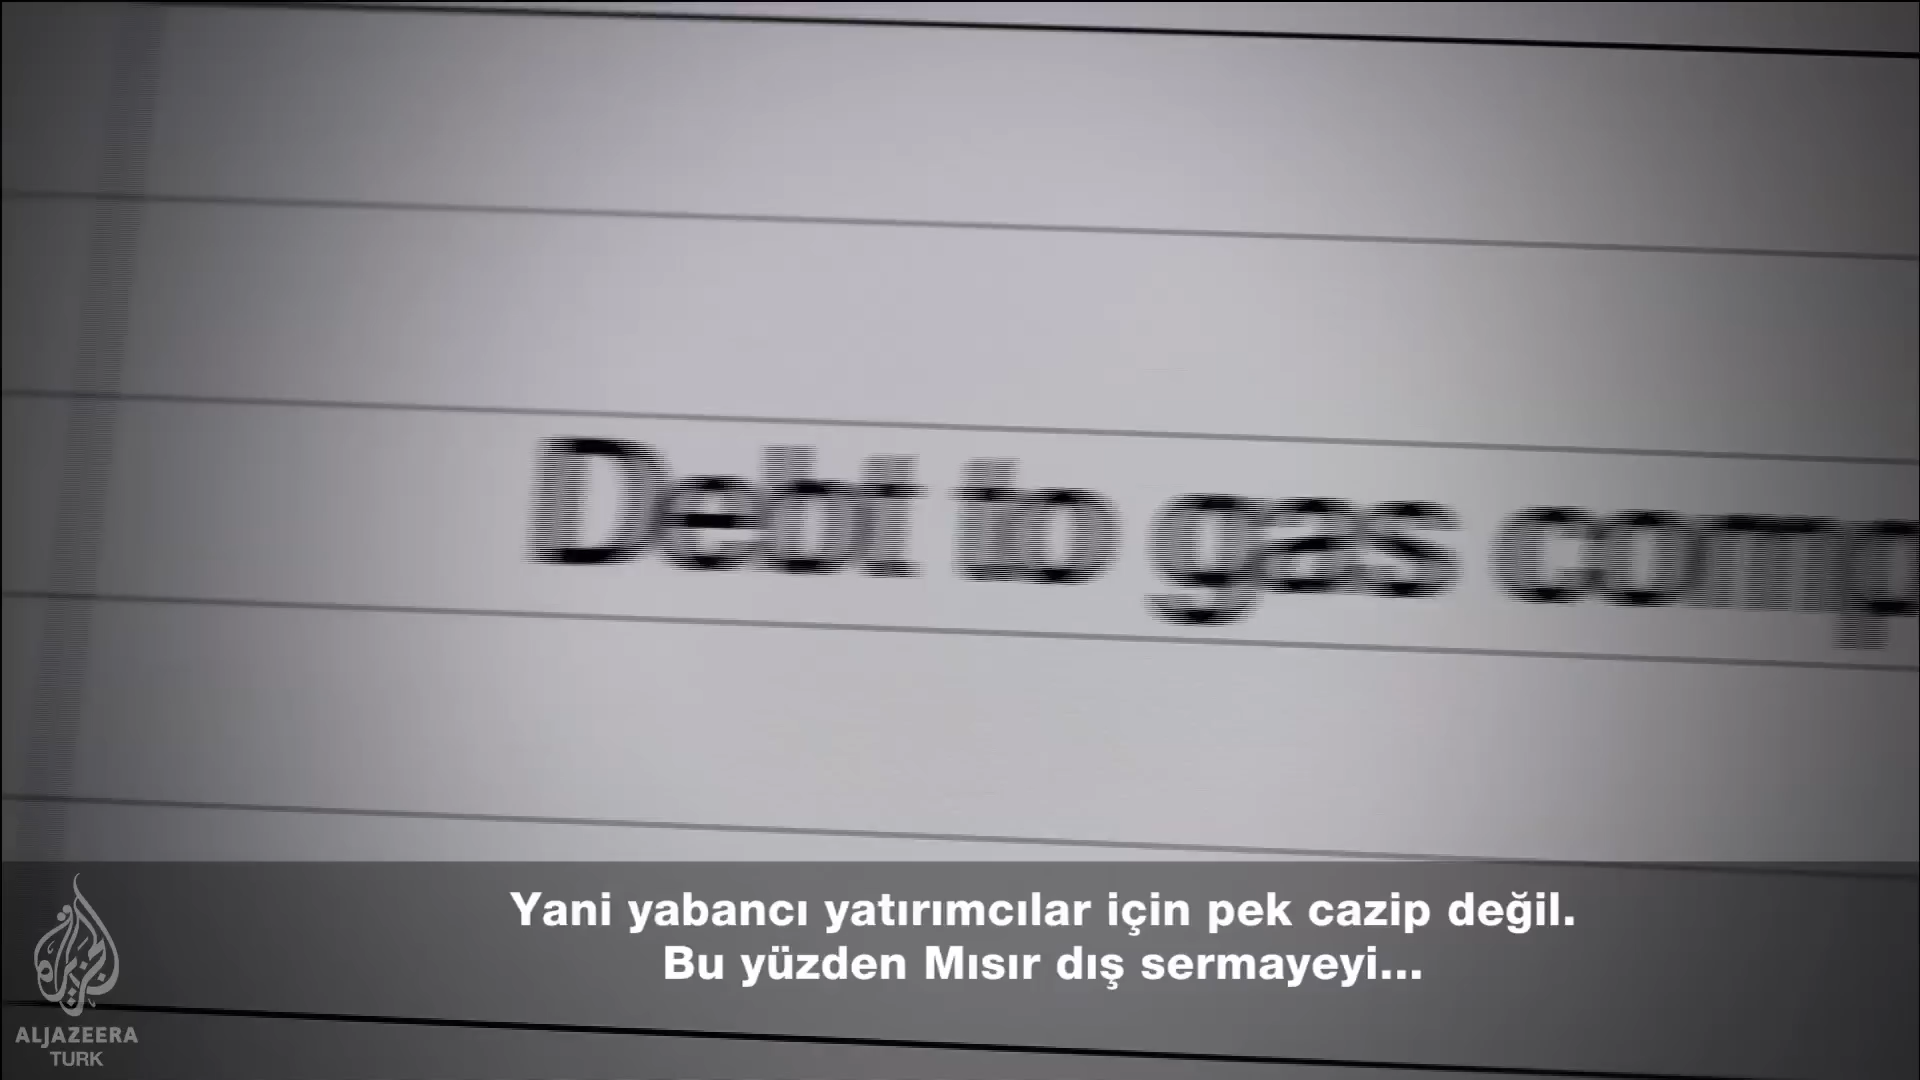 Debt to gas comp
Yani yabancı yatırımcılar için pek cazip değil.
Bu yüzden Mısır dış sermayeyi...
ALJAZEERA
TURK